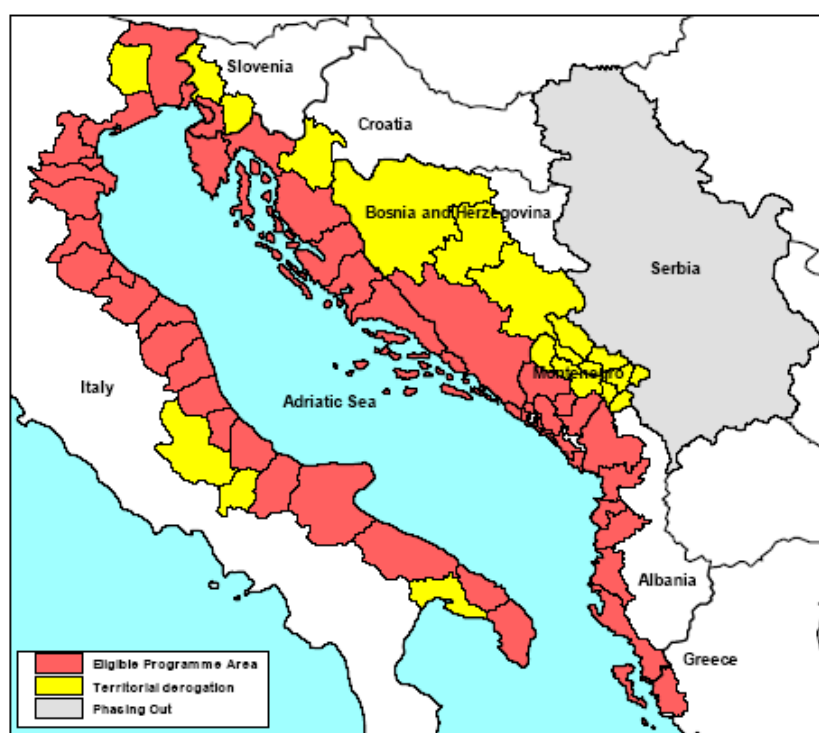 Slovenia
Croatia
Bosnia and Herzegovina
Serbia
Montenegro
Italy
Adriatic Sea
Albania
Greece
Eligible Programme Area
Territorial derogation
Phasing Out